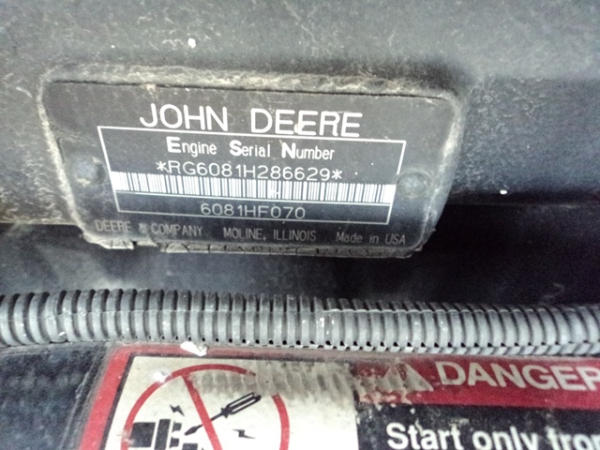 JOHN DEERE
Engine Serial Number
*RG6081H286629*
6081HF070
DEERE & COMPANY MOLINE, ILLINOIS Made in USA
DANGER
Start only from